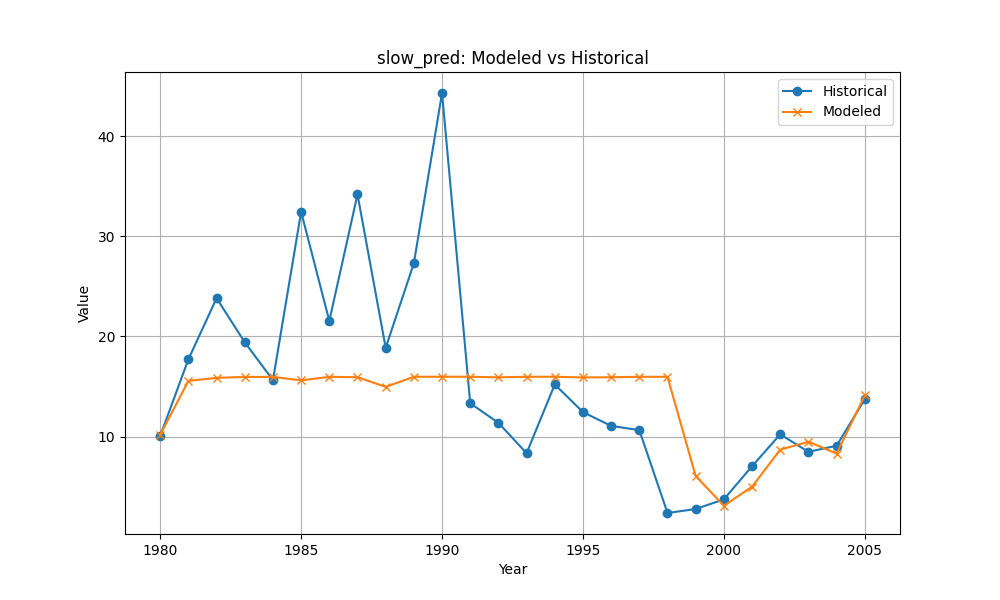 slow_pred: Modeled vs Historical
Historical
Modeled
Value
40
30
20
10
1980 1985 1990 1995 2000 2005
Year